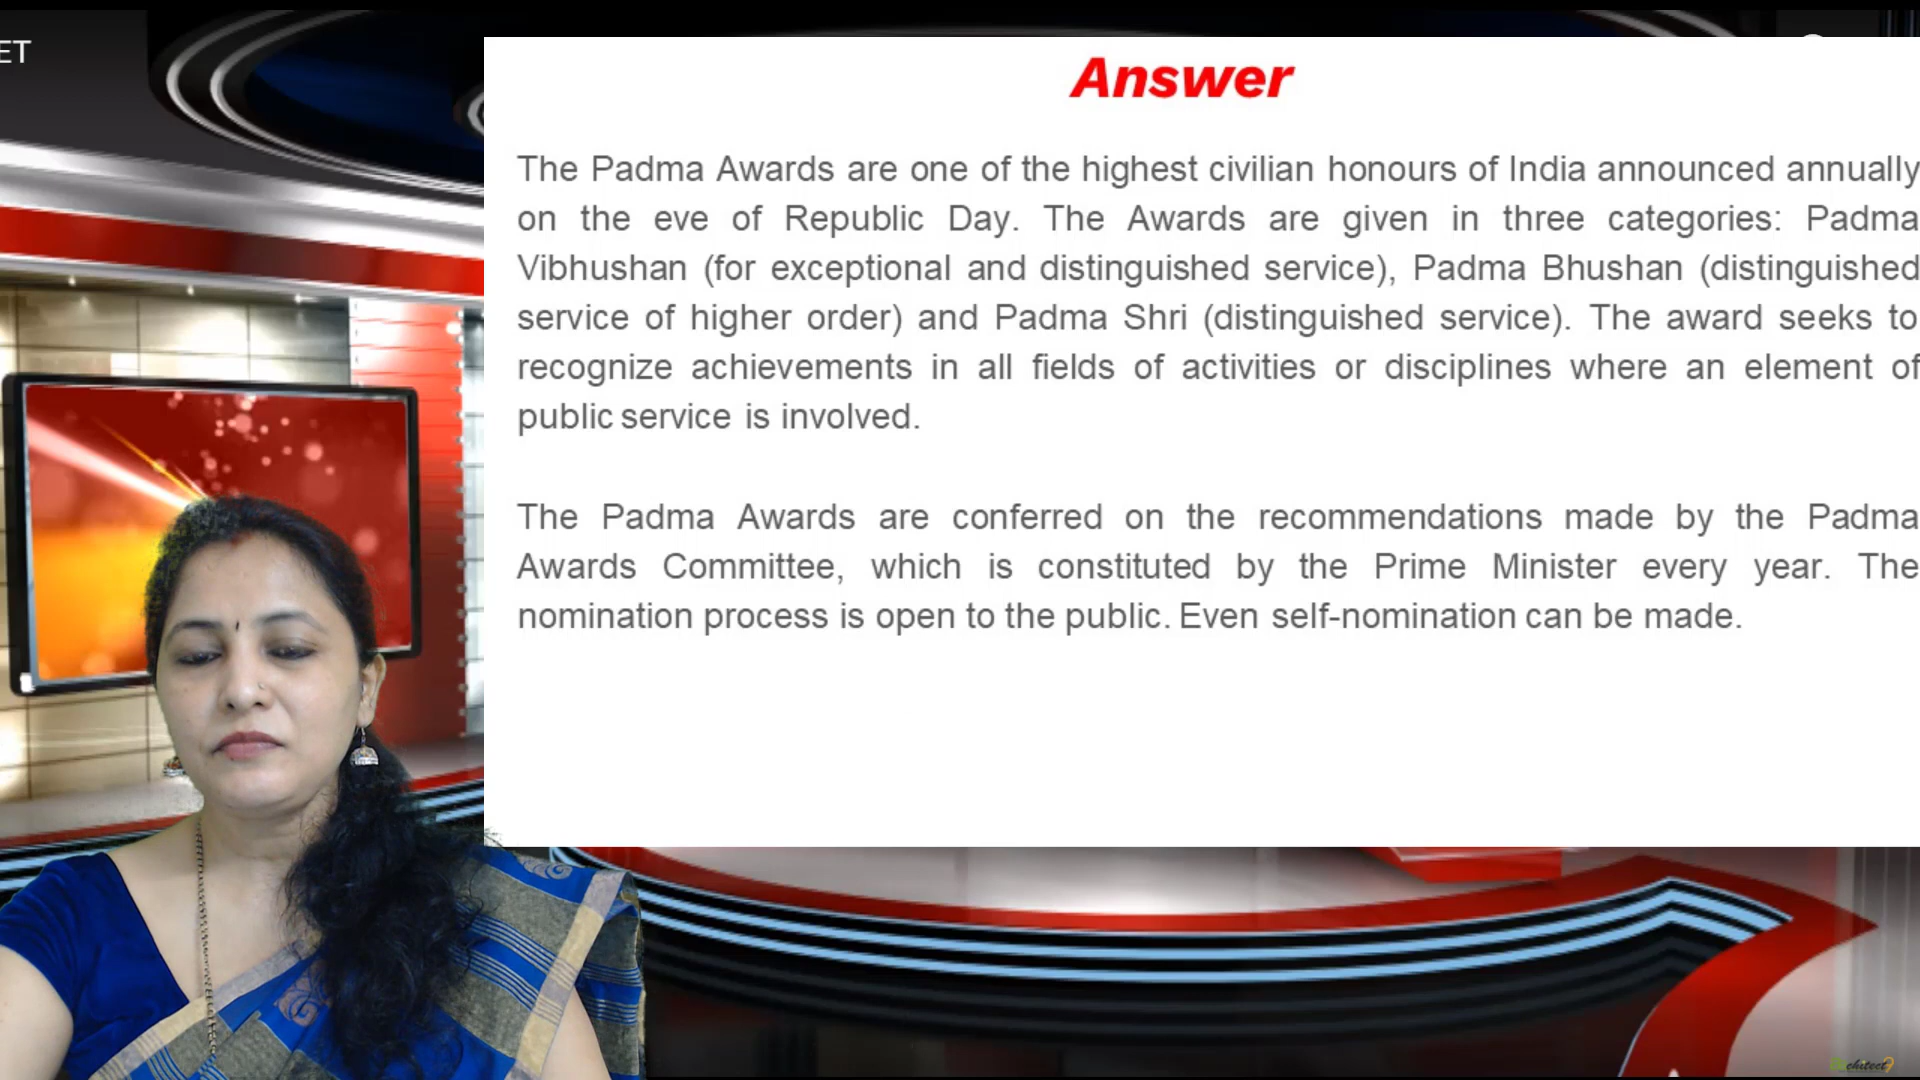 ET
Answer
The Padma Awards are one of the highest civilian honours of India announced annually
on the eve of Republic Day. The Awards are given in three categories: Padma
Vibhushan (for exceptional and distinguished service), Padma Bhushan (distinguished
service of higher order) and Padma Shri (distinguished service). The award seeks to
recognize achievements in all fields of activities or disciplines where an element of
public service is involved.
The Padma Awards are conferred on the recommendations made by the Padma
Awards Committee, which is constituted by the Prime Minister every year. The
nomination process is open to the public. Even self-nomination can be made.